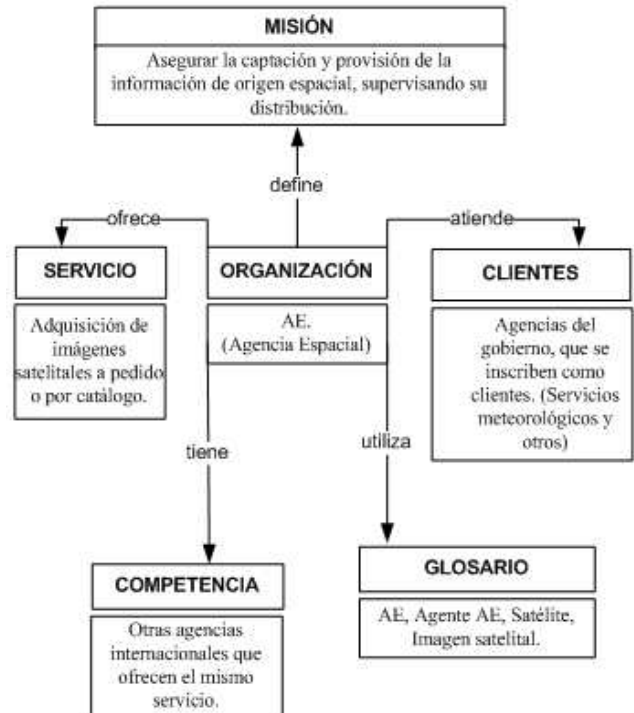 MISIÓN
Asegurar la captación y provisión de la
información de origen espacial, supervisando su
distribución.
define
ofrece
atiende
SERVICIO
Adquisición de
imágenes
satelitales a pedido
o por catálogo.
ORGANIZACIÓN
AE.
(Agencia Espacial)
CLIENTES
Agencias del
gobierno, que se
inscriben como
clientes. (Servicios
meteorológicos y
otros)
tiene
utiliza
COMPETENCIA
Otras agencias
internacionales que
ofrecen el mismo
servicio.
GLOSARIO
AE, Agente AE, Satélite,
Imagen satelital.